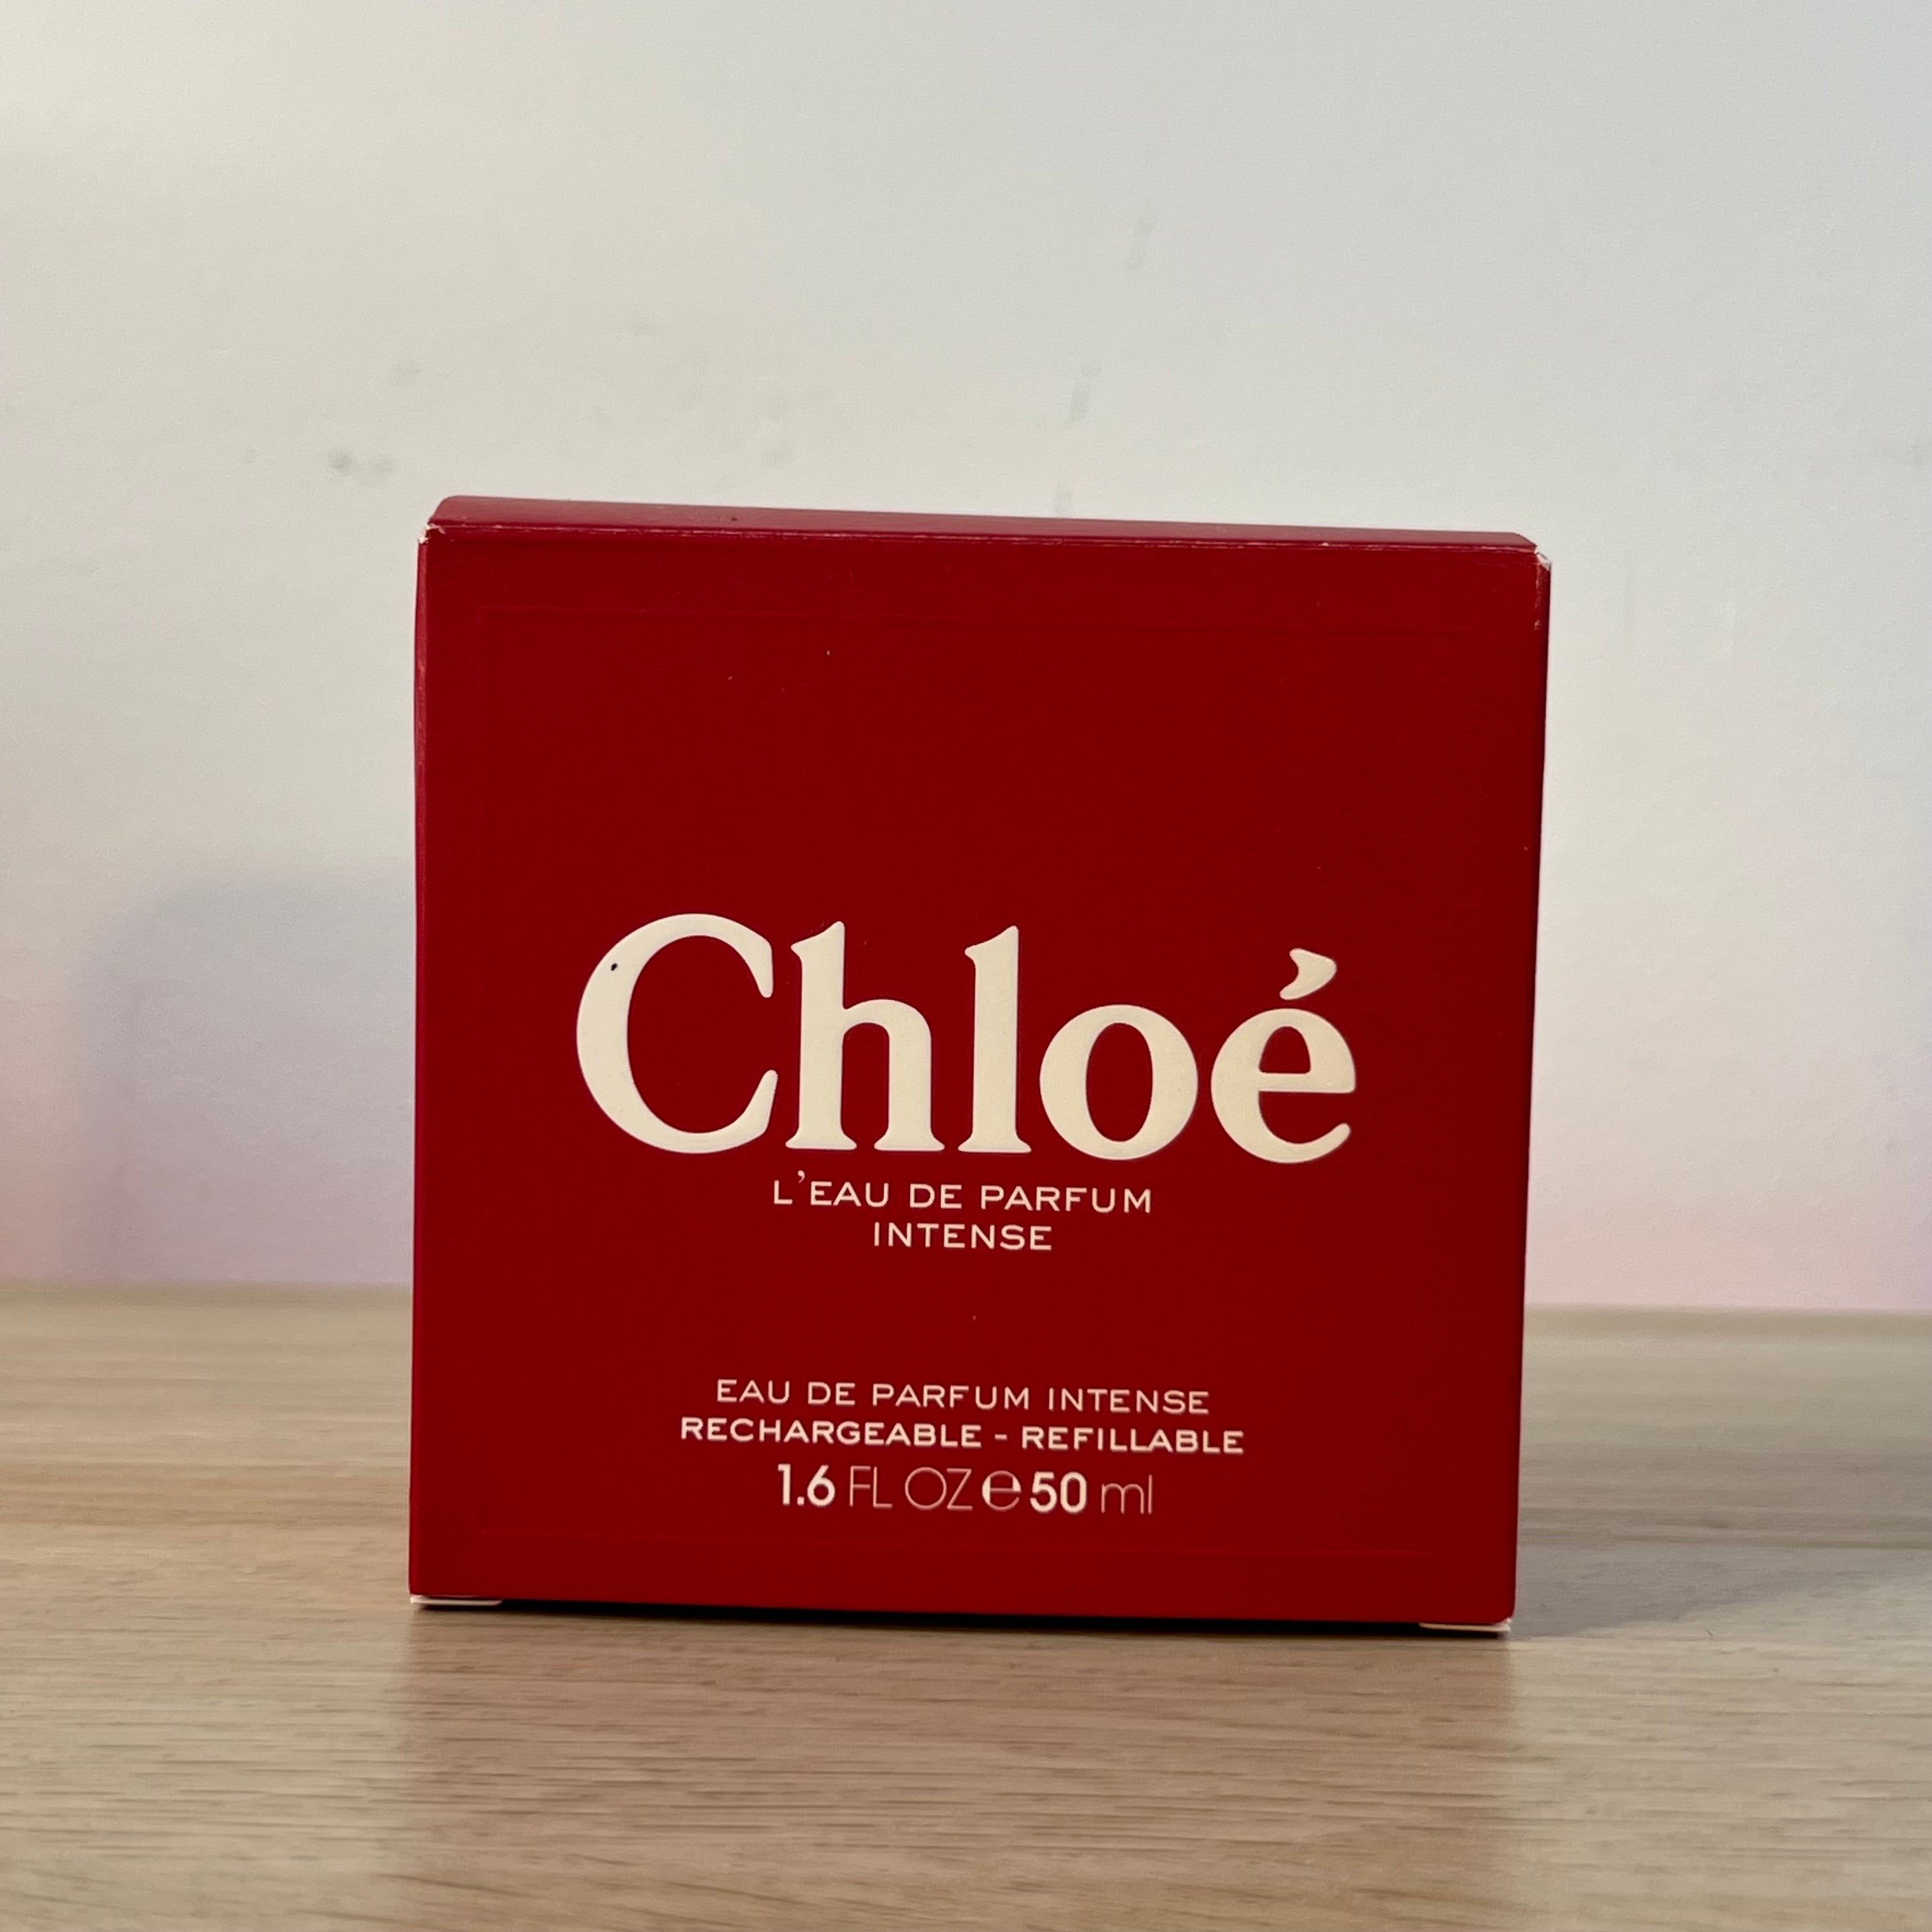 Chloé
L'EAU DE PARFUM
INTENSE
EAU DE PARFUM INTENSE
RECHARGEABLE - REFILLABLE
1.6 FL OZ ℮ 50 ml